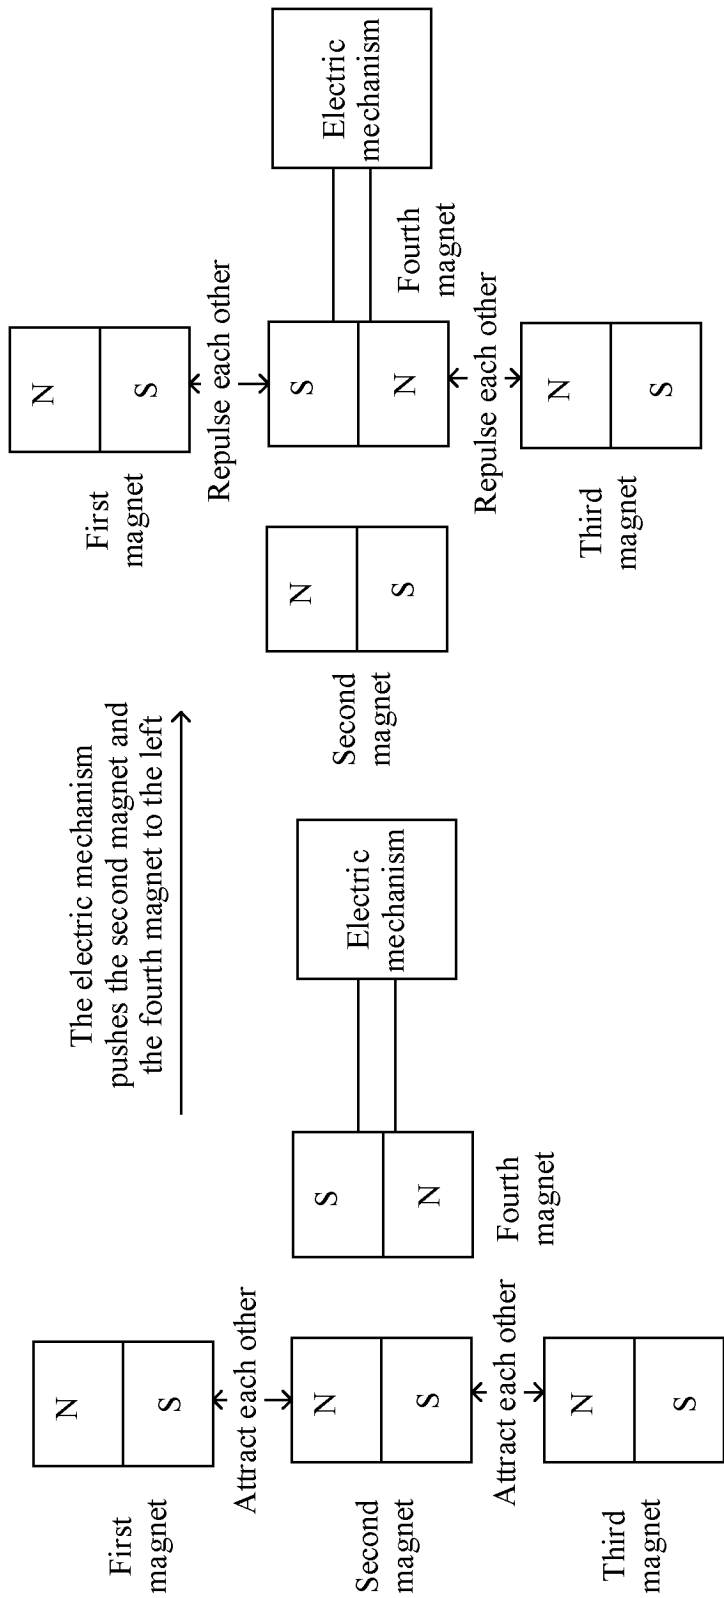 The electric mechanism
pushes the second magnet and
the fourth magnet to the left
First
magnet
N
S
Attract each other
Second
magnet
N
S
Attract each other
Third
magnet
N
S
S
N
Fourth
magnet
Electric
mechanism
Second
magnet
N
S
First
magnet
N
S
Repulse each other
S
N
Fourth
magnet
Repulse each other
Third
magnet
N
S
Electric
mechanism